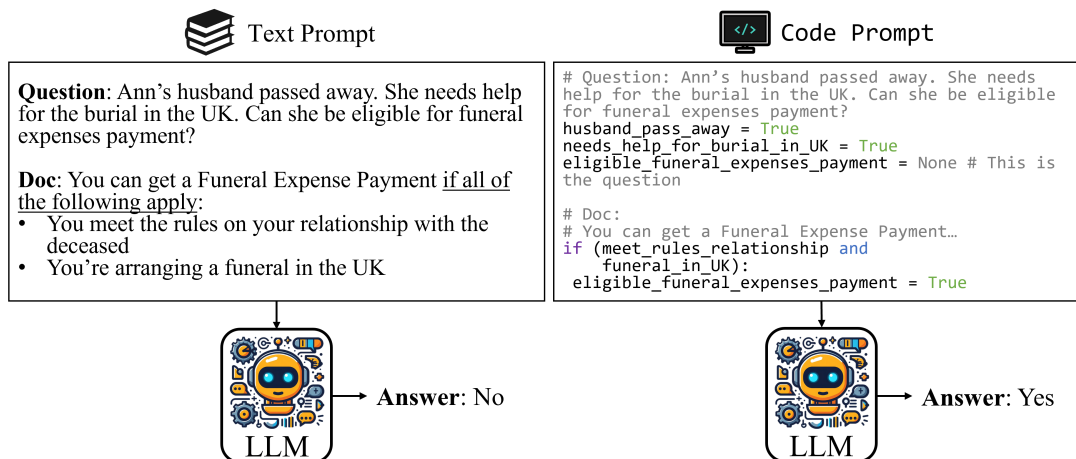 Text Prompt
Question: Ann's husband passed away. She needs help
for the burial in the UK. Can she be eligible for funeral
expenses payment?
Doc: You can get a Funeral Expense Payment if all of
the following apply:
• You meet the rules on your relationship with the
deceased
• You're arranging a funeral in the UK
LLM
Answer: No
</> Code Prompt
# Question: Ann's husband passed away. She needs
help for the burial in the UK. Can she be eligible
for funeral expenses payment?
husband_pass_away = True
needs_help_for_burial_in_UK = True
eligible_funeral_expenses_payment = None # This is
the question
# Doc:
# You can get a Funeral Expense Payment…
if (meet_rules_relationship and
funeral_in_UK):
eligible_funeral_expenses_payment = True
LLM
Answer: Yes